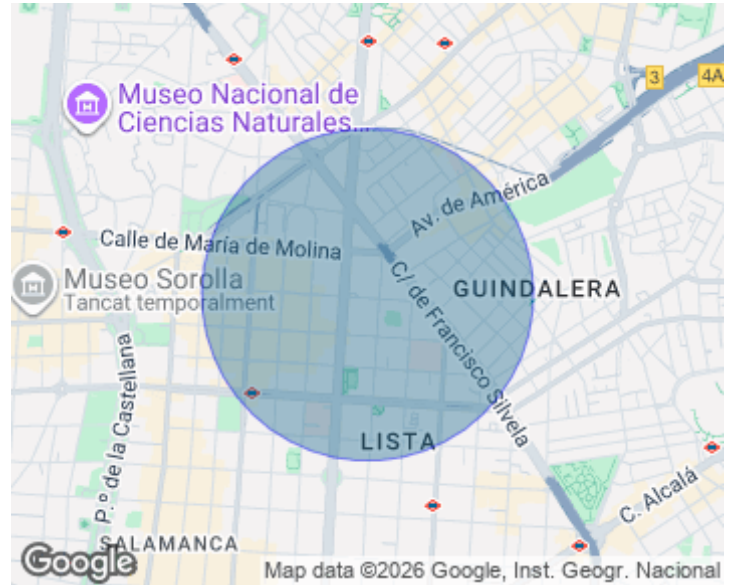 3
4A
Museo Nacional de
Ciencias Naturales...
Av. de América
Calle de María de Molina
Museo Sorolla
Tancat temporalment
GUINDALERA
C/ de Francisco Silvela
P.º de la Castellana
LISTA
C. Alcalá
SALAMANCA
Google
Map data ©2026 Google, Inst. Geogr. Nacional